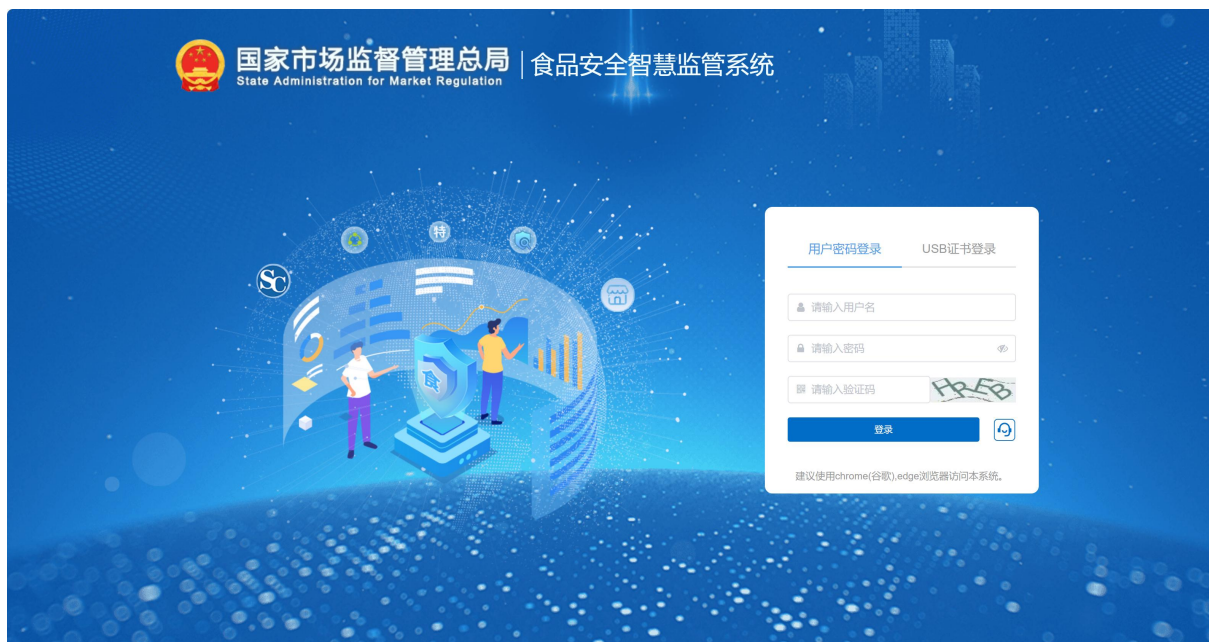 国家市场监督管理总局
State Administration for Market Regulation
食品安全智慧监管系统
特
SC
食
用户密码登录
USB证书登录
请输入用户名
请输入密码
请输入验证码
HREB
登录
建议使用chrome(谷歌),edge浏览器访问本系统。